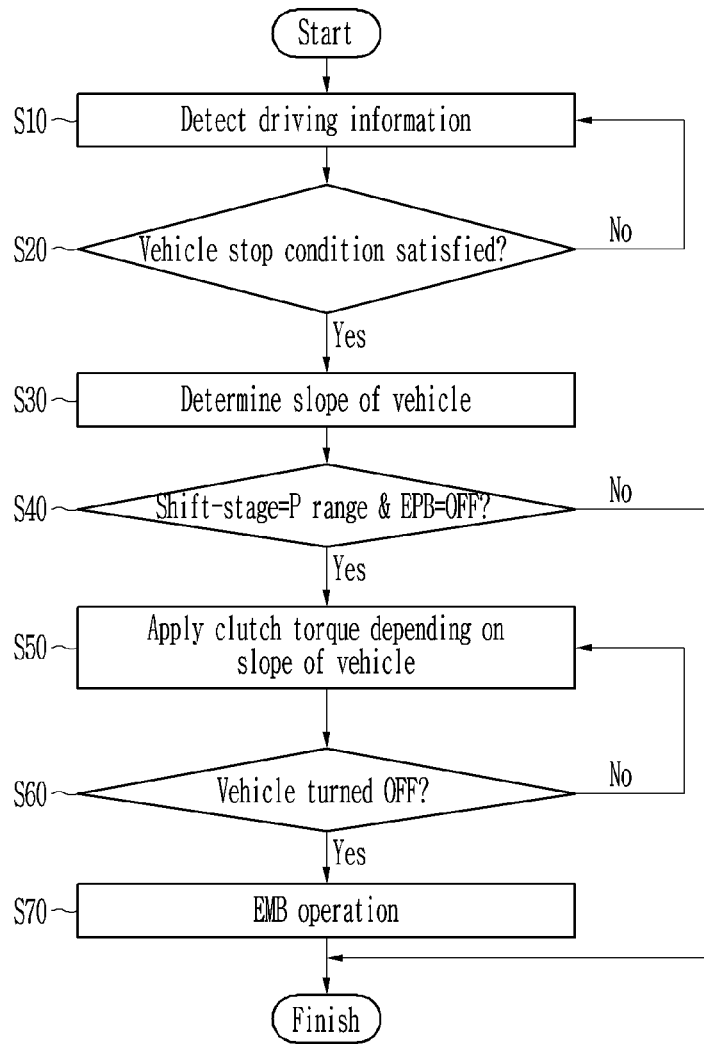 Start
S10
Detect driving information
S20
Vehicle stop condition satisfied?
No
Yes
S30
Determine slope of vehicle
S40
Shift-stage=P range & EPB=OFF?
No
Yes
S50
Apply clutch torque depending on
slope of vehicle
S60
Vehicle turned OFF?
No
Yes
S70
EMB operation
Finish